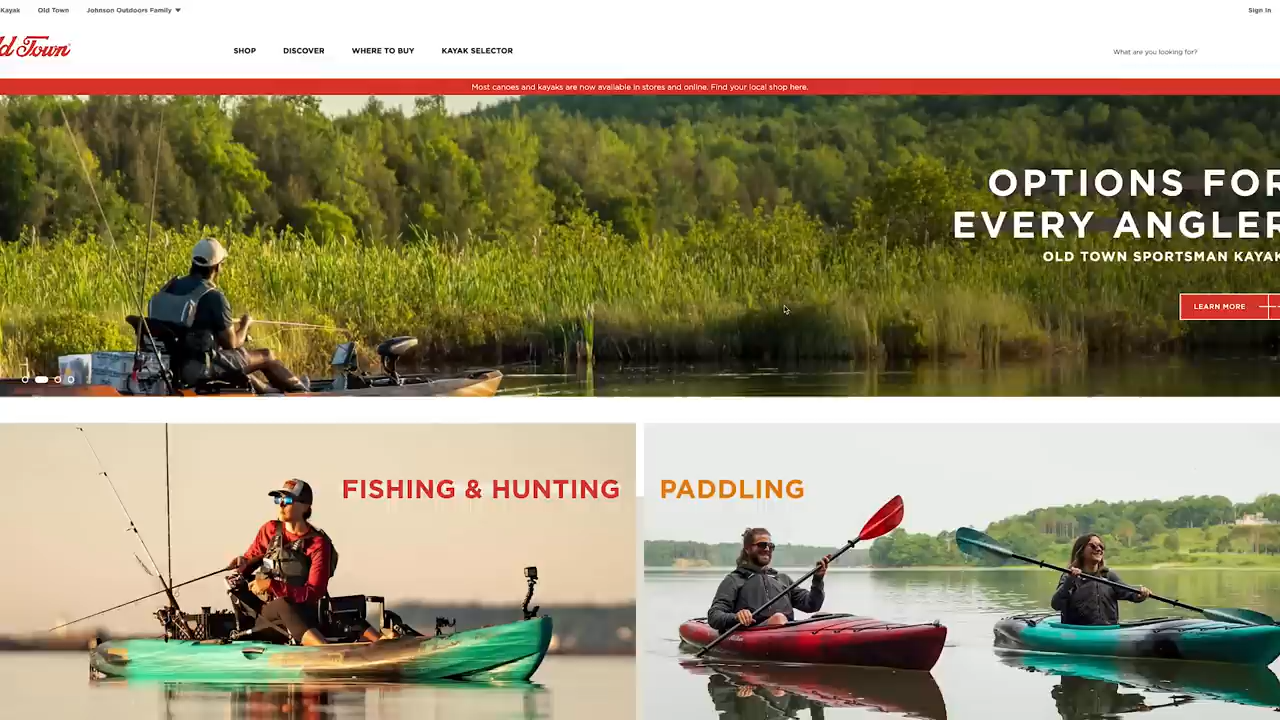 Kayak Old Town Johnson Outdoors Family Sign In
ld Town SHOP DISCOVER WHERE TO BUY KAYAK SELECTOR What are you looking for?
Most canoes and kayaks are now available in stores and online. Find your local shop here.
OPTIONS FOR
EVERY ANGLER
OLD TOWN SPORTSMAN KAYAK
LEARN MORE
FISHING & HUNTING
PADDLING